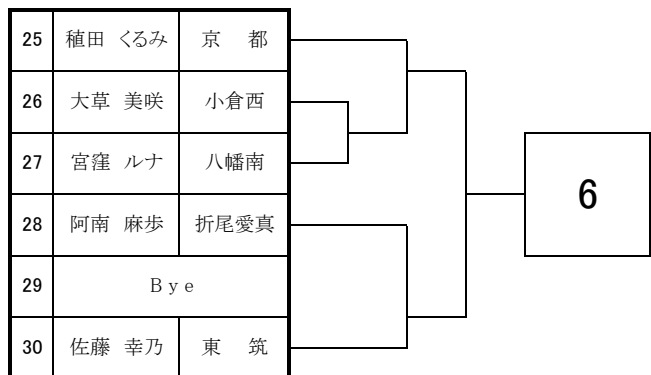 25 稙田 くるみ 京 都
26 大草 美咲 小倉西
27 宮窪 ルナ 八幡南
28 阿南 麻歩 折尾愛真
29 Bye
30 佐藤 幸乃 東 筑
6